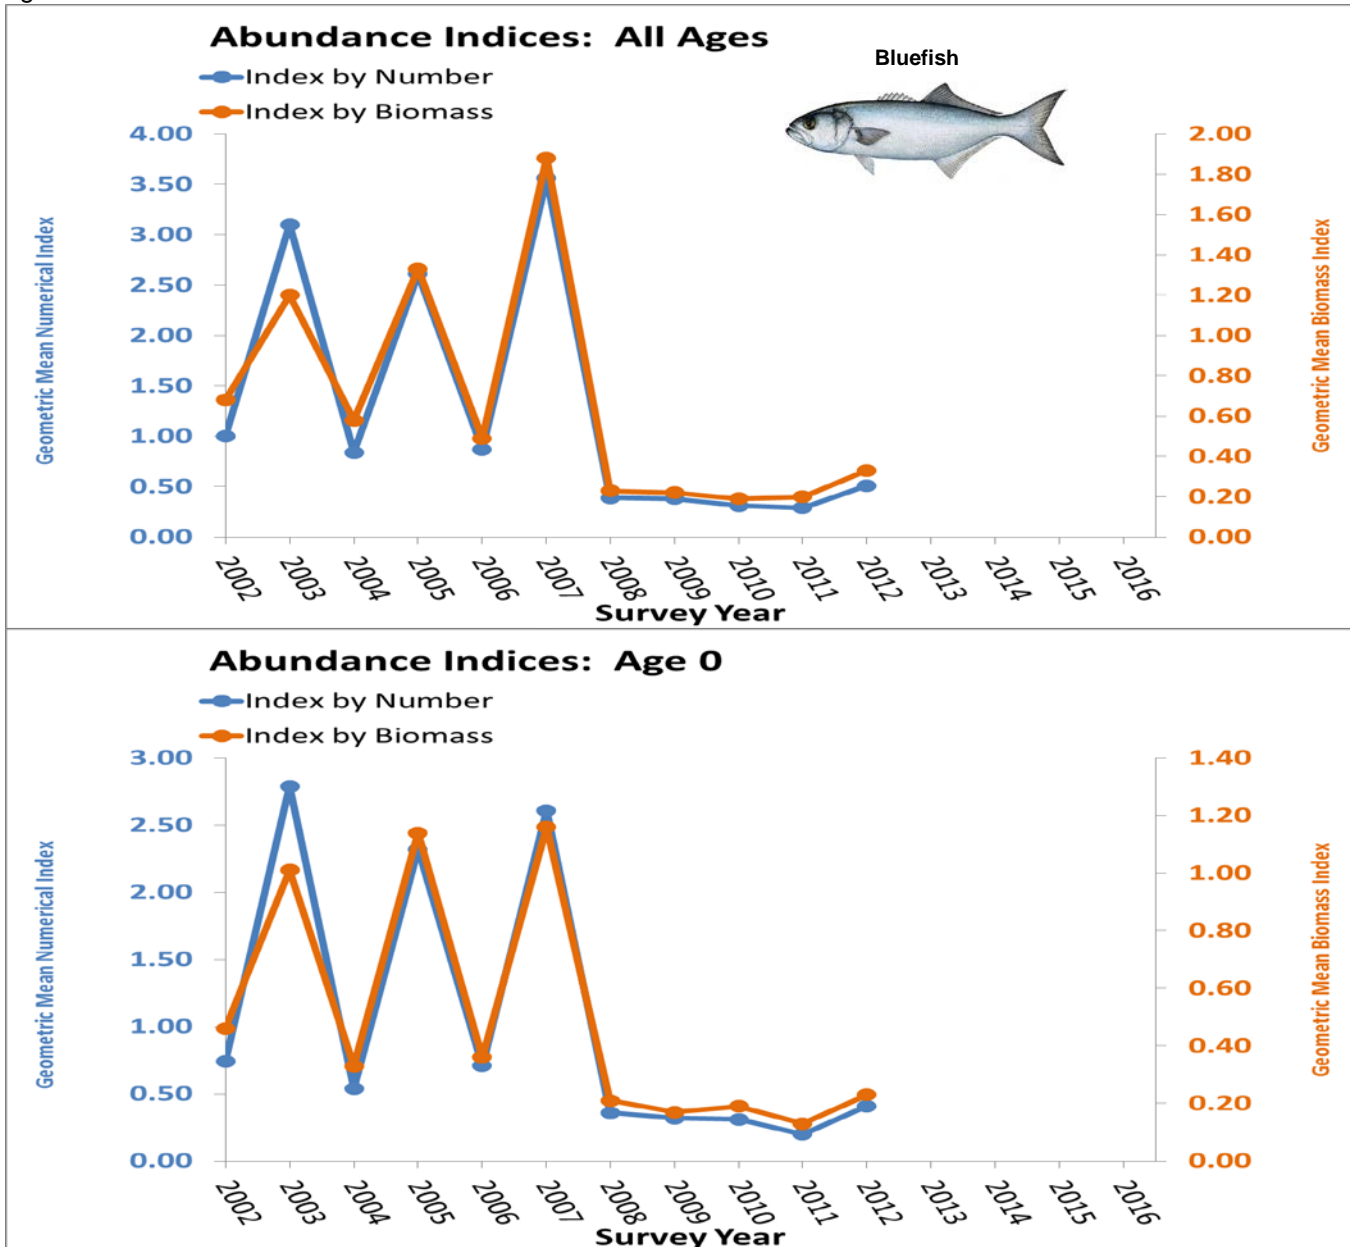 Abundance Indices:  All Ages
Bluefish
Index by Number
Index by Biomass
4.00
3.50
3.00
2.50
2.00
1.50
1.00
0.50
0.00
Geometric Mean Numerical Index
2.00
1.80
1.60
1.40
1.20
1.00
0.80
0.60
0.40
0.20
0.00
Geometric Mean Biomass Index
2002 2003 2004 2005 2006 2007 2008 2009 2010 2011 2012 2013 2014 2015 2016
Survey Year
Abundance Indices:  Age 0
Index by Number
Index by Biomass
3.00
2.50
2.00
1.50
1.00
0.50
0.00
Geometric Mean Numerical Index
1.40
1.20
1.00
0.80
0.60
0.40
0.20
0.00
Geometric Mean Biomass Index
2002 2003 2004 2005 2006 2007 2008 2009 2010 2011 2012 2013 2014 2015 2016
Survey Year